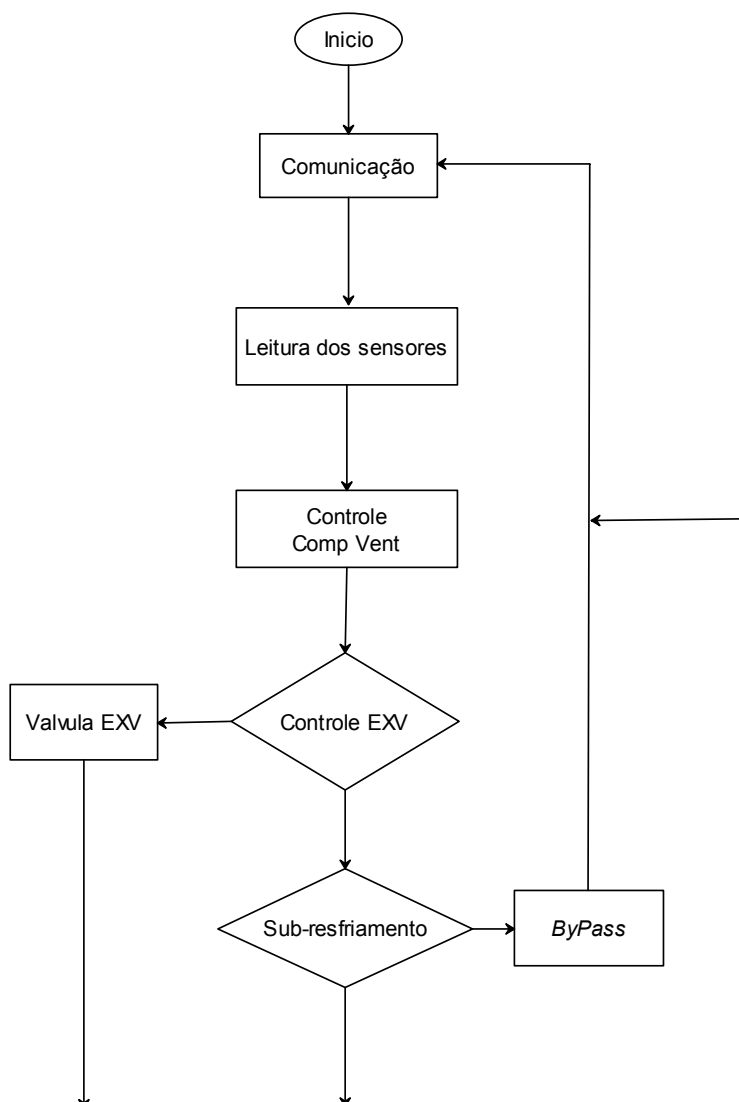 Inicio
Comunicação
Leitura dos sensores
Controle
Comp Vent
Valvula EXV
Controle EXV
Sub-resfriamento
ByPass